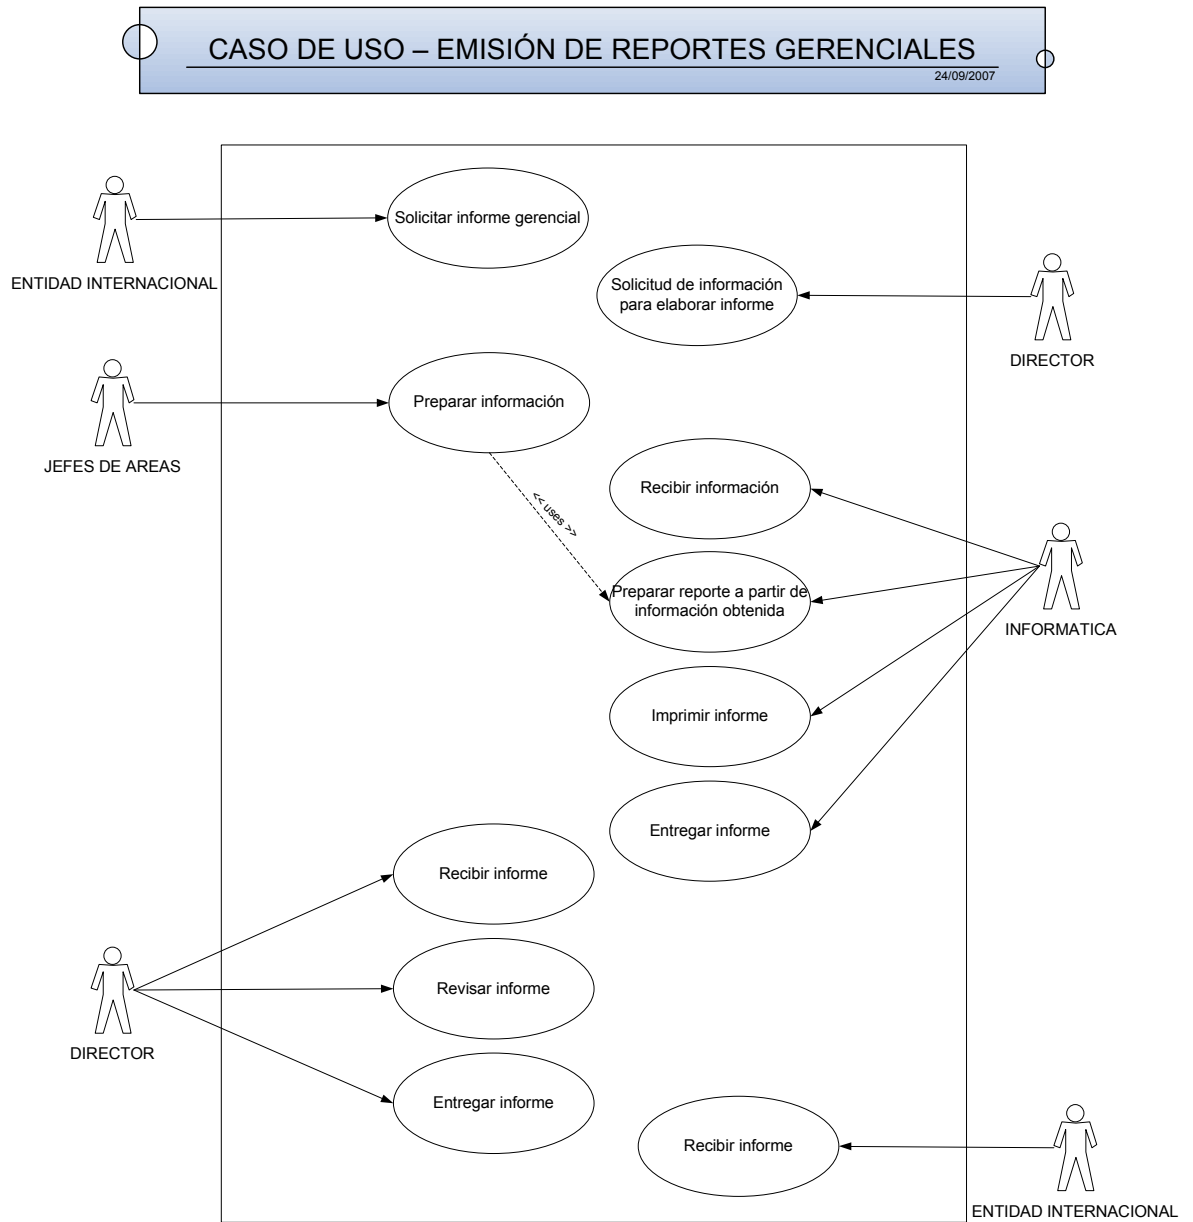 CASO DE USO – EMISIÓN DE REPORTES GERENCIALES
24/09/2007
Solicitar informe gerencial
ENTIDAD INTERNACIONAL
Solicitud de información
para elaborar informe
DIRECTOR
Preparar información
JEFES DE AREAS
Recibir información
<< uses >>
Preparar reporte a partir de
información obtenida
INFORMATICA
Imprimir informe
Entregar informe
Recibir informe
Revisar informe
DIRECTOR
Entregar informe
Recibir informe
ENTIDAD INTERNACIONAL